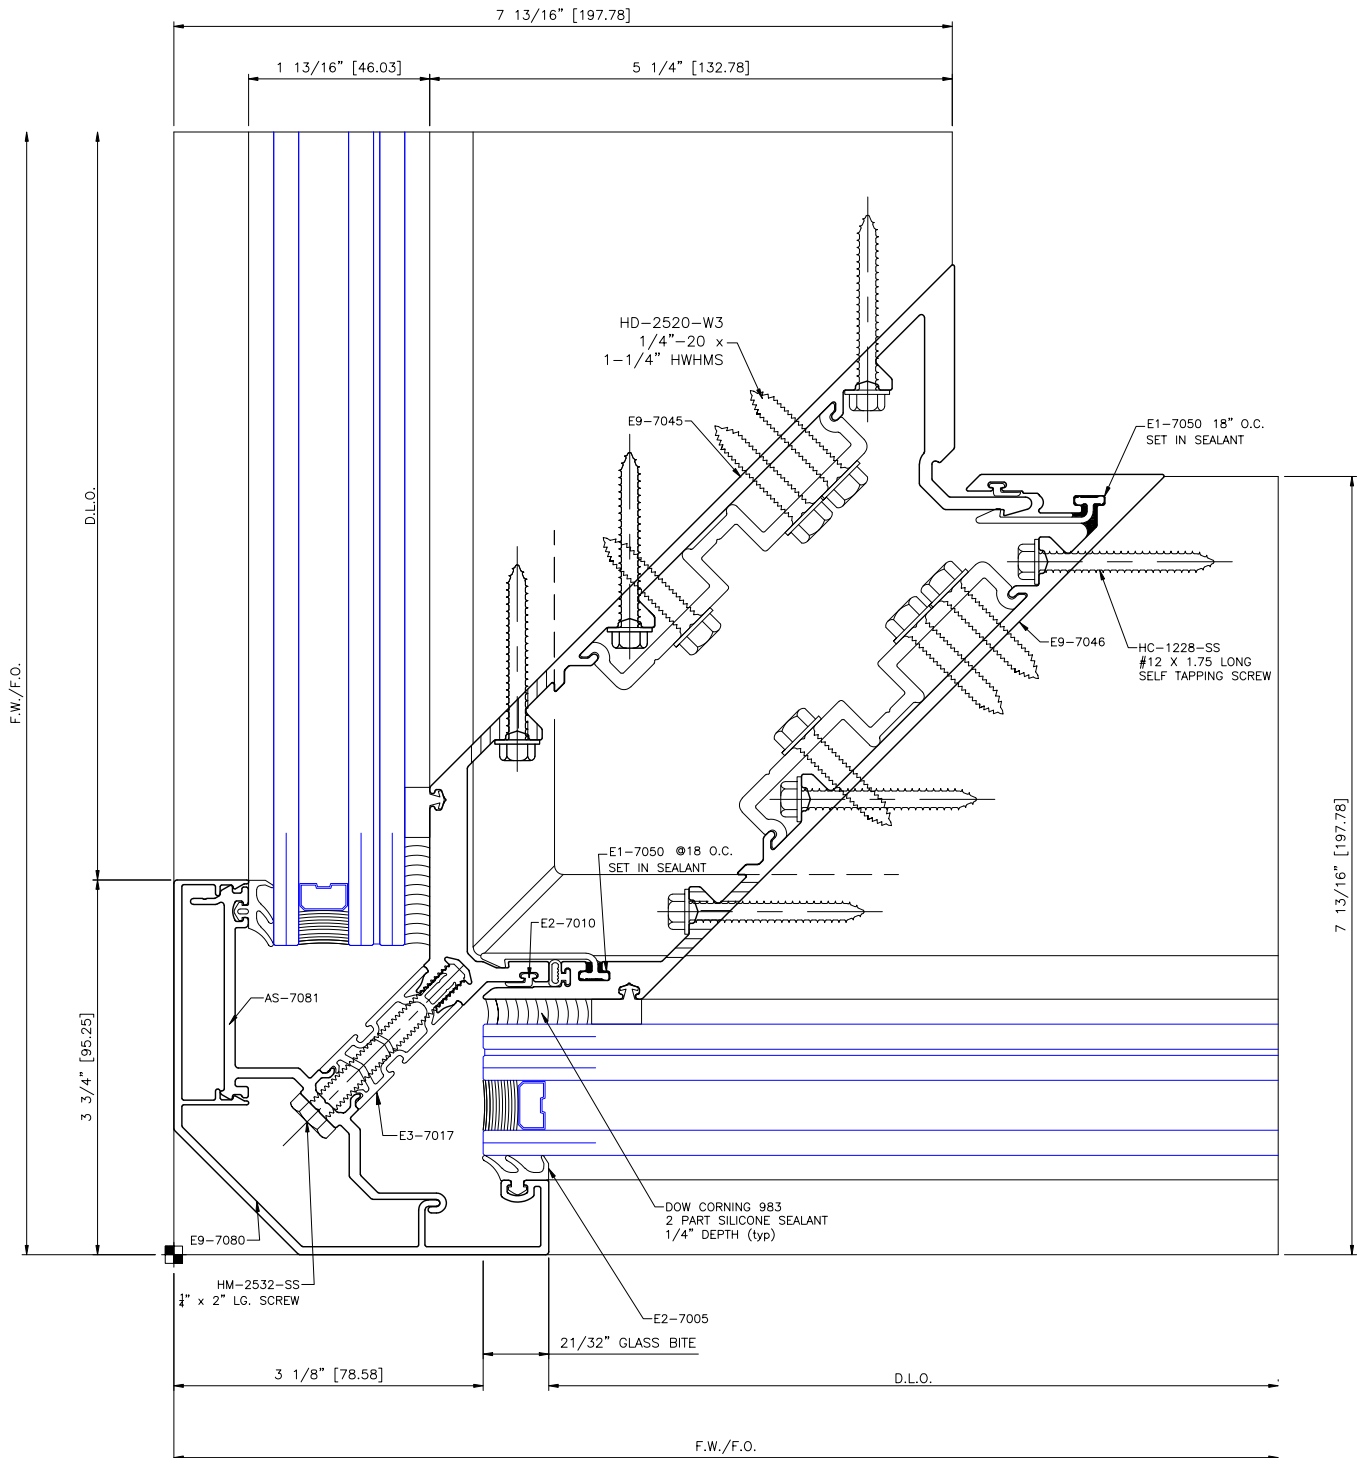 7 13/16" [197.78]
1 13/16" [46.03]
5 1/4" [132.78]
HD-2520-W3
1/4"-20 x
1-1/4" HWHMS
E9-7045
E1-7050 18" O.C.
SET IN SEALANT
D.L.O.
F.W./F.O.
E9-7046
HC-1228-SS
#12 X 1.75 LONG
SELF TAPPING SCREW
7 13/16" [197.78]
E1-7050 @18 O.C.
SET IN SEALANT
E2-7010
AS-7081
3 3/4" [95.25]
E3-7017
DOW CORNING 983
2 PART SILICONE SEALANT
1/4" DEPTH (typ)
E9-7080
HM-2532-SS
1/4" x 2" LG. SCREW
E2-7005
21/32" GLASS BITE
3 1/8" [78.58]
D.L.O.
F.W./F.O.